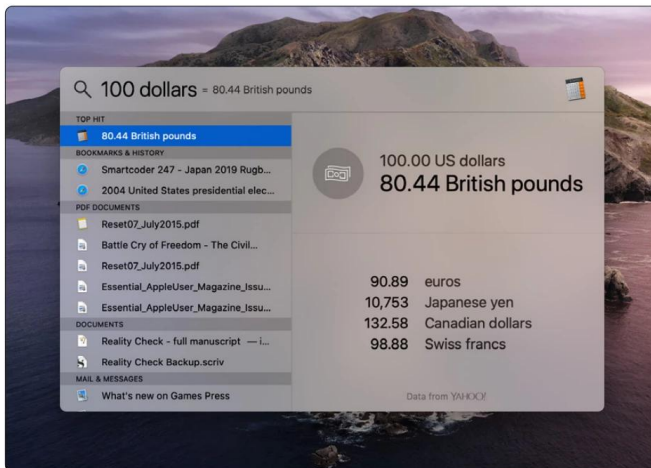 100 dollars = 80.44 British pounds
TOP HIT
80.44 British pounds
BOOKMARKS & HISTORY
Smartcoder 247 - Japan 2019 Rugb...
2004 United States presidential elec...
PDF DOCUMENTS
Reset07_July2015.pdf
Battle Cry of Freedom - The Civil...
Reset07_July2015.pdf
Essential_AppleUser_Magazine_Issu...
Essential_AppleUser_Magazine_Issu...
DOCUMENTS
Reality Check - full manuscript — i...
Reality Check Backup.scriv
MAIL & MESSAGES
What's new on Games Press
100.00 US dollars
80.44 British pounds
90.89 euros
10,753 Japanese yen
132.58 Canadian dollars
98.88 Swiss francs
Data from YAHOO!